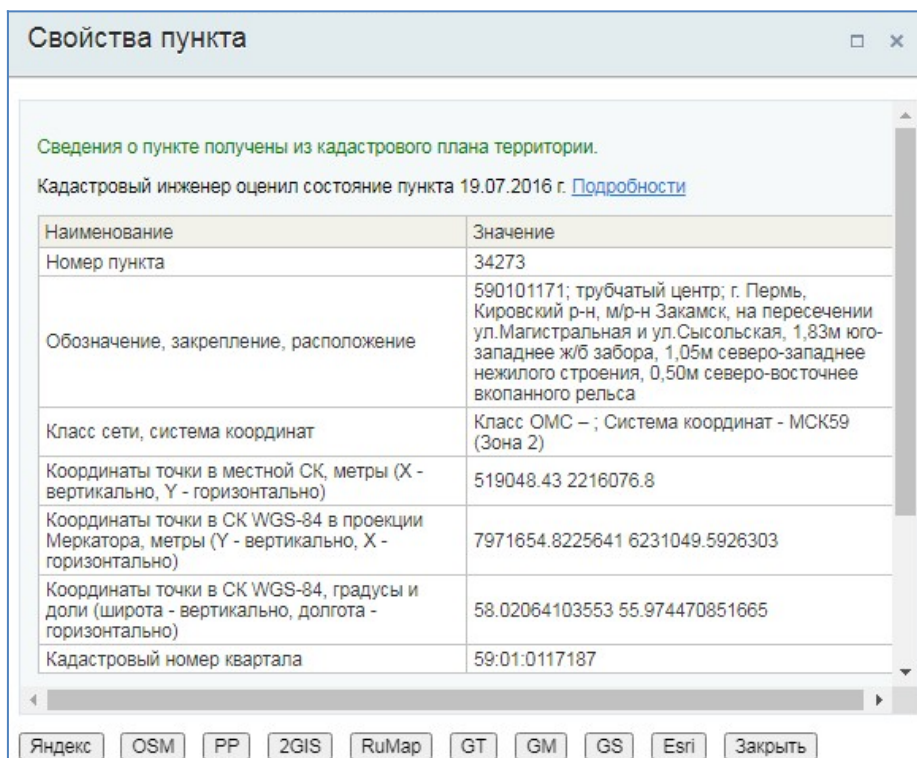 Свойства пункта
Сведения о пункте получены из кадастрового плана территории.
Кадастровый инженер оценил состояние пункта 19.07.2016 г. Подробности
Наименование
Значение
Номер пункта
34273
Обозначение, закрепление, расположение
590101171; трубчатый центр; г. Пермь,
Кировский р-н, м/р-н Закамск, на пересечении
ул.Магистральная и ул.Сысольская, 1,83м юго-
западнее ж/б забора, 1,05м северо-западнее
нежилого строения, 0,50м северо-восточнее
вкопанного рельса
Класс сети, система координат
Класс ОМС – ; Система координат - МСК59
(Зона 2)
Координаты точки в местной СК, метры (X -
вертикально, Y - горизонтально)
519048.43 2216076.8
Координаты точки в СК WGS-84 в проекции
Меркатора, метры (Y - вертикально, X -
горизонтально)
7971654.8225641 6231049.5926303
Координаты точки в СК WGS-84, градусы и
доли (широта - вертикально, долгота -
горизонтально)
58.02064103553 55.974470851665
Кадастровый номер квартала
59:01:0117187
Яндекс OSM PP 2GIS RuMap GT GM GS Esri Закрыть